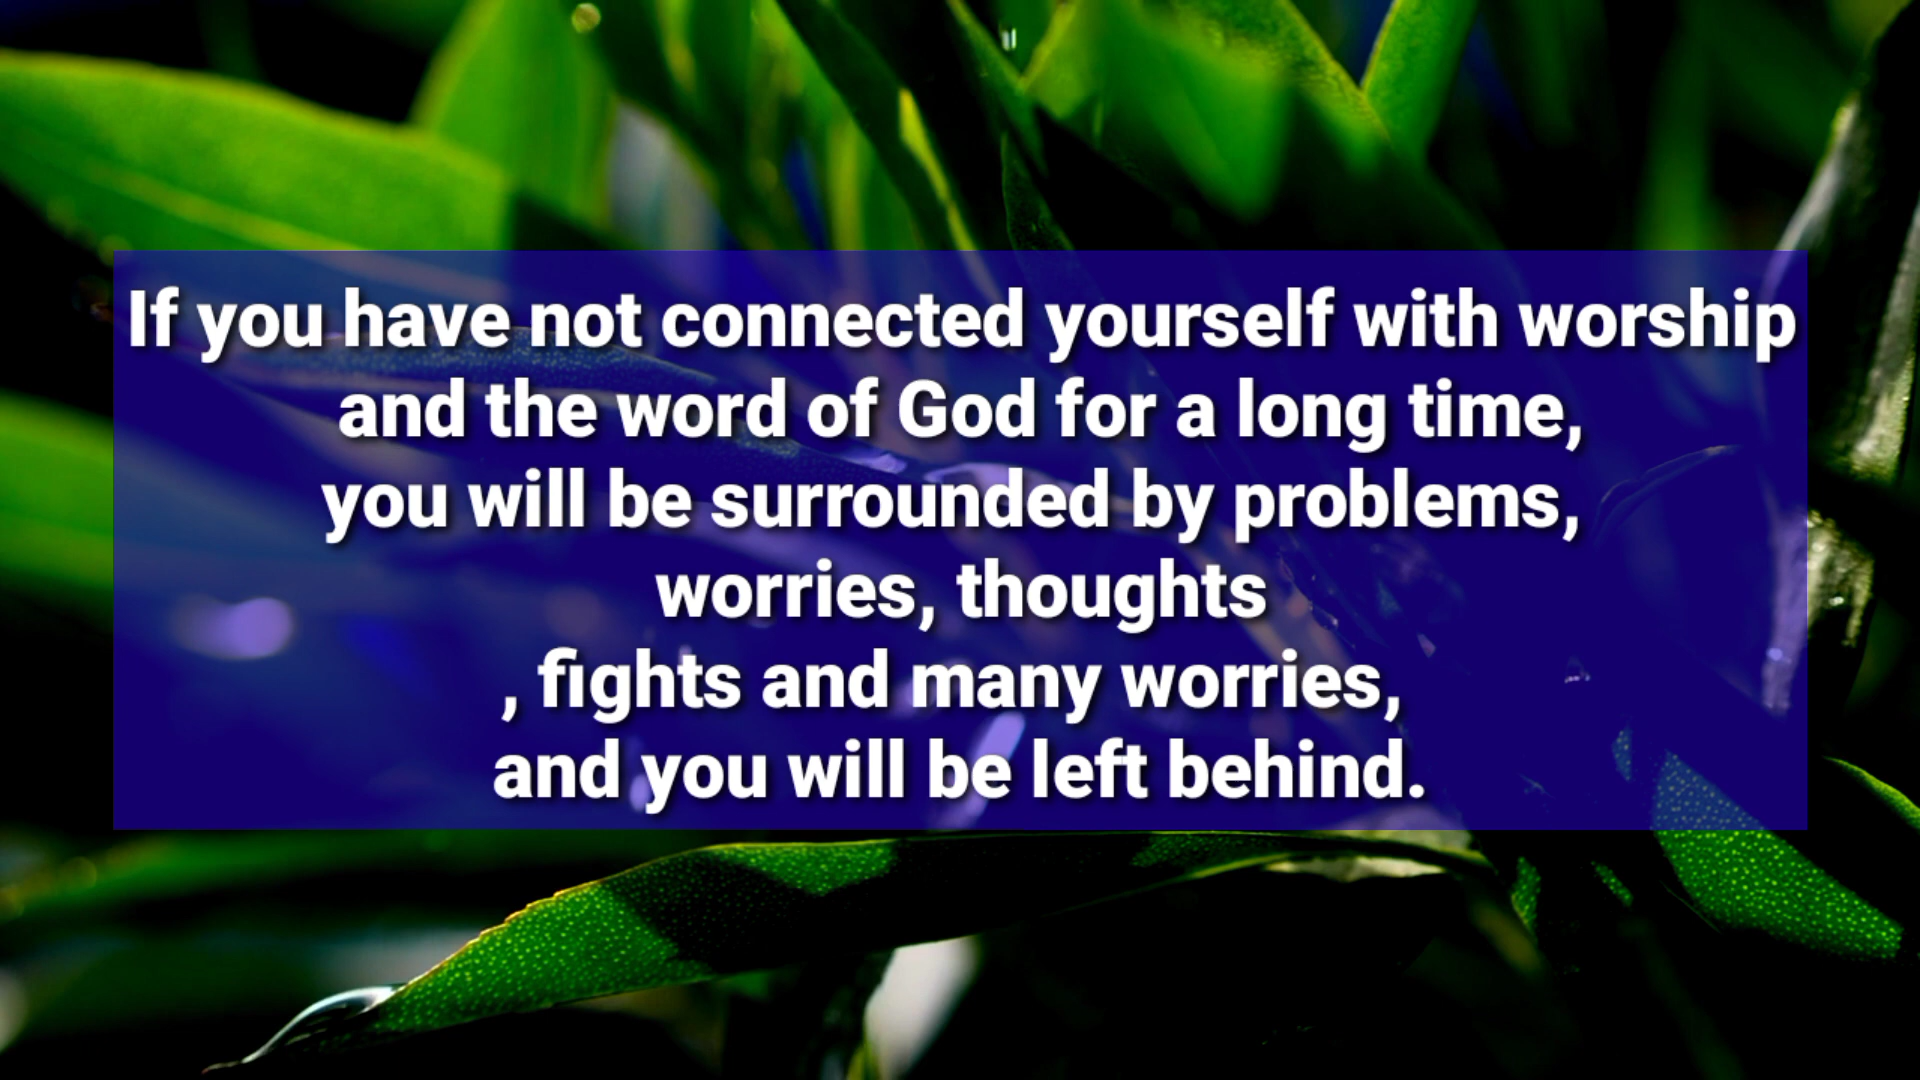 If you have not connected yourself with worship
and the word of God for a long time,
you will be surrounded by problems,
worries, thoughts
, fights and many worries,
and you will be left behind.